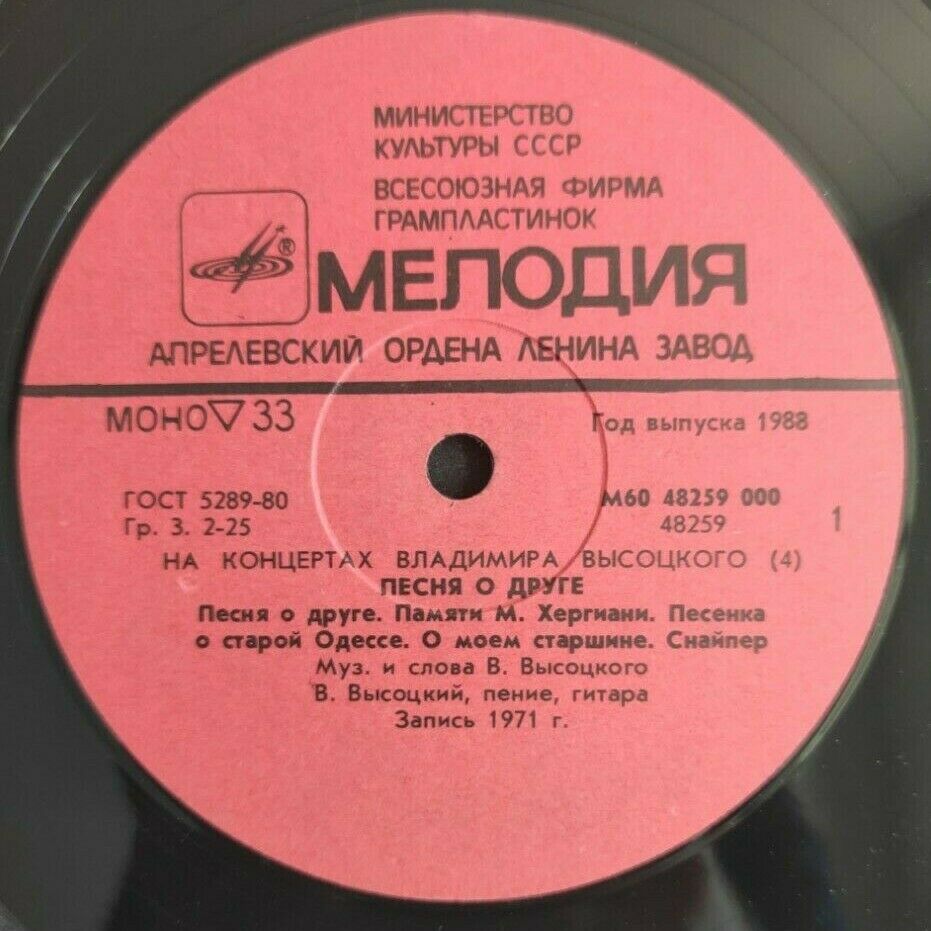 МИНИСТЕРСТВО
КУЛЬТУРЫ СССР
ВСЕСОЮЗНАЯ ФИРМА
ГРАМПЛАСТИНОК
®
МЕЛОДИЯ
АПРЕЛЕВСКИЙ ОРДЕНА ЛЕНИНА ЗАВОД
МОНО▽33 Год выпуска 1988
ГОСТ 5289-80 М60 48259 000
Гр. 3. 2-25 48259 1
НА КОНЦЕРТАХ ВЛАДИМИРА ВЫСОЦКОГО (4)
ПЕСНЯ О ДРУГЕ
Песня о друге. Памяти М. Хергиани. Песенка
о старой Одессе. О моем старшине. Снайпер
Муз. и слова В. Высоцкого
В. Высоцкий, пение, гитара
Запись 1971 г.